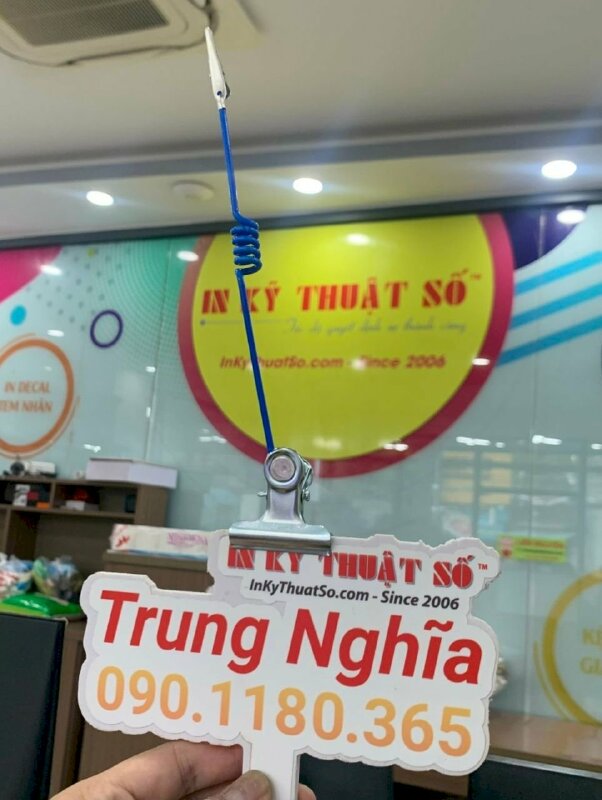 IN KỸ THUẬT SỐ™
InKyThuatSo.com - Since 2006
IN DECAL
TEM NHÃN
IN KỸ THUẬT SỐ™
InKyThuatSo.com - Since 2006
Trung Nghĩa
090.1180.365